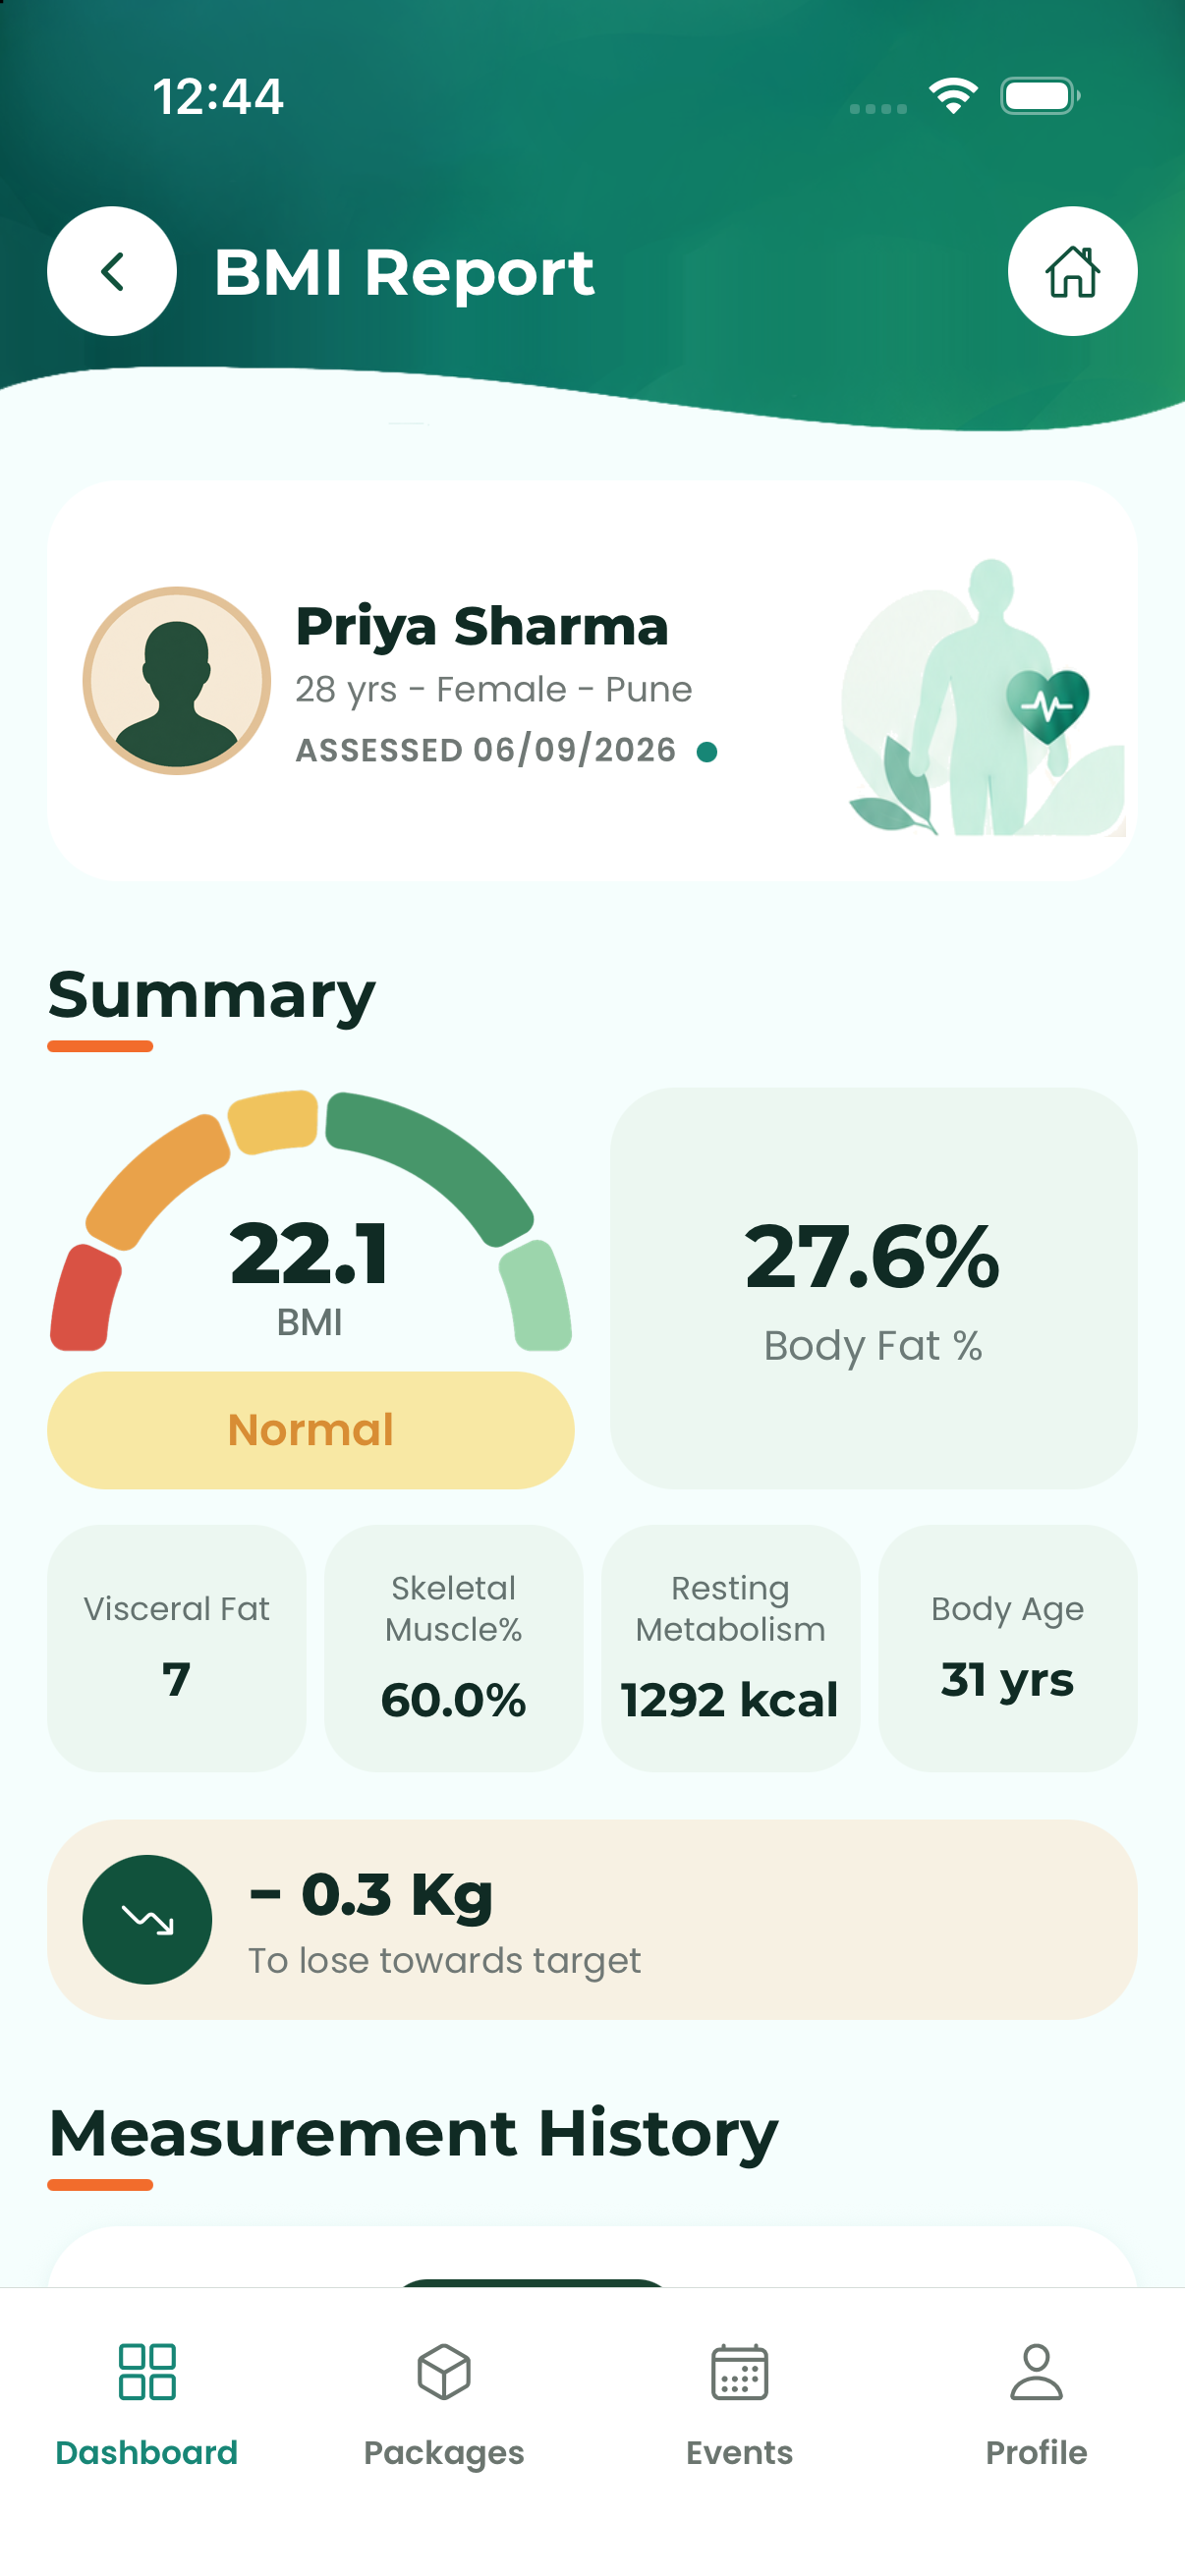 12:44
BMI Report
Priya Sharma
28 yrs - Female - Pune
ASSESSED 06/09/2026
Summary
22.1
BMI
Normal
27.6%
Body Fat %
Visceral Fat
7
Skeletal
Muscle%
60.0%
Resting
Metabolism
1292 kcal
Body Age
31 yrs
− 0.3 Kg
To lose towards target
Measurement History
Dashboard
Packages
Events
Profile